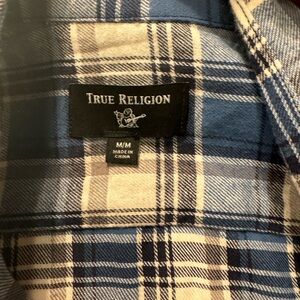 TRUE RELIGION
M/M
MADE IN
CHINA